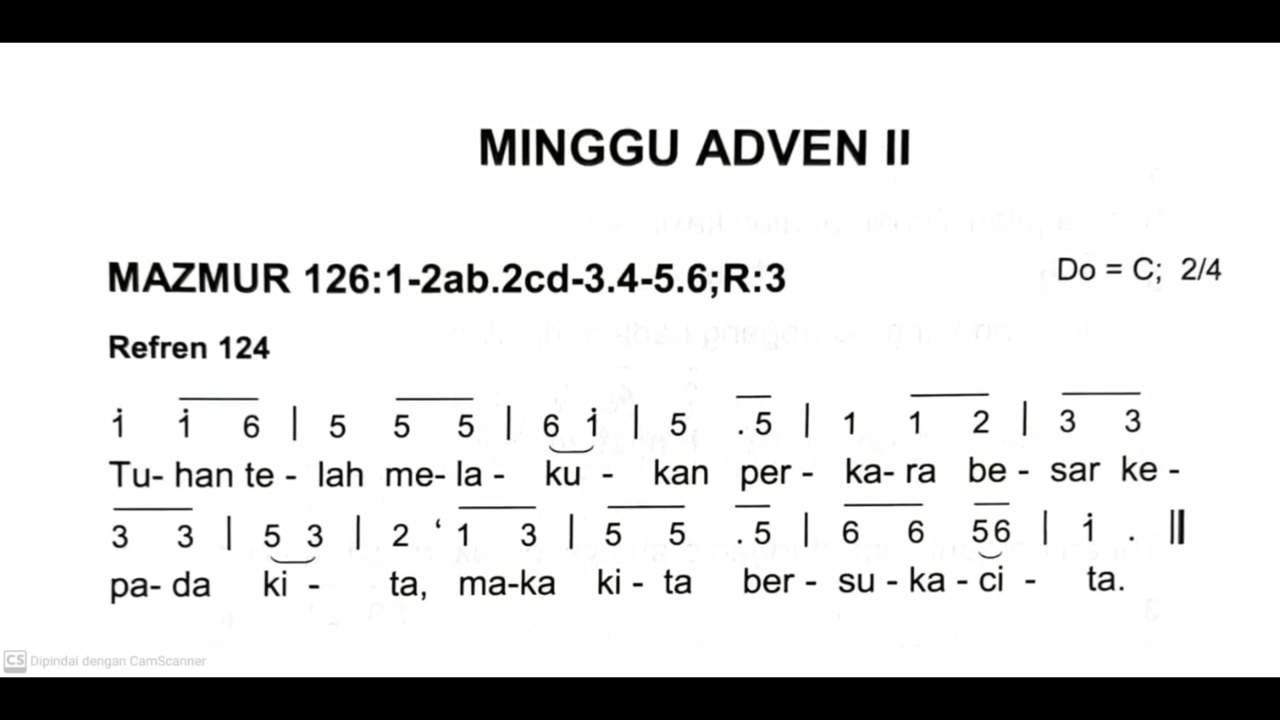 MINGGU ADVEN II
MAZMUR 126:1-2ab.2cd-3.4-5.6;R:3
Do = C; 2/4
Refren 124
i̇ i̇ 6 | 5 5 5 | 6 i̇ | 5 .5 | 1 1 2 | 3 3
Tu- han te - lah me- la - ku - kan per - ka- ra be - sar ke -
3 3 | 5 3 | 2 ‘ 1 3 | 5 5 .5 | 6 6 56 | i̇ . ||
pa- da ki - ta, ma-ka ki - ta ber - su - ka - ci - ta.
CS Dipindai dengan CamScanner